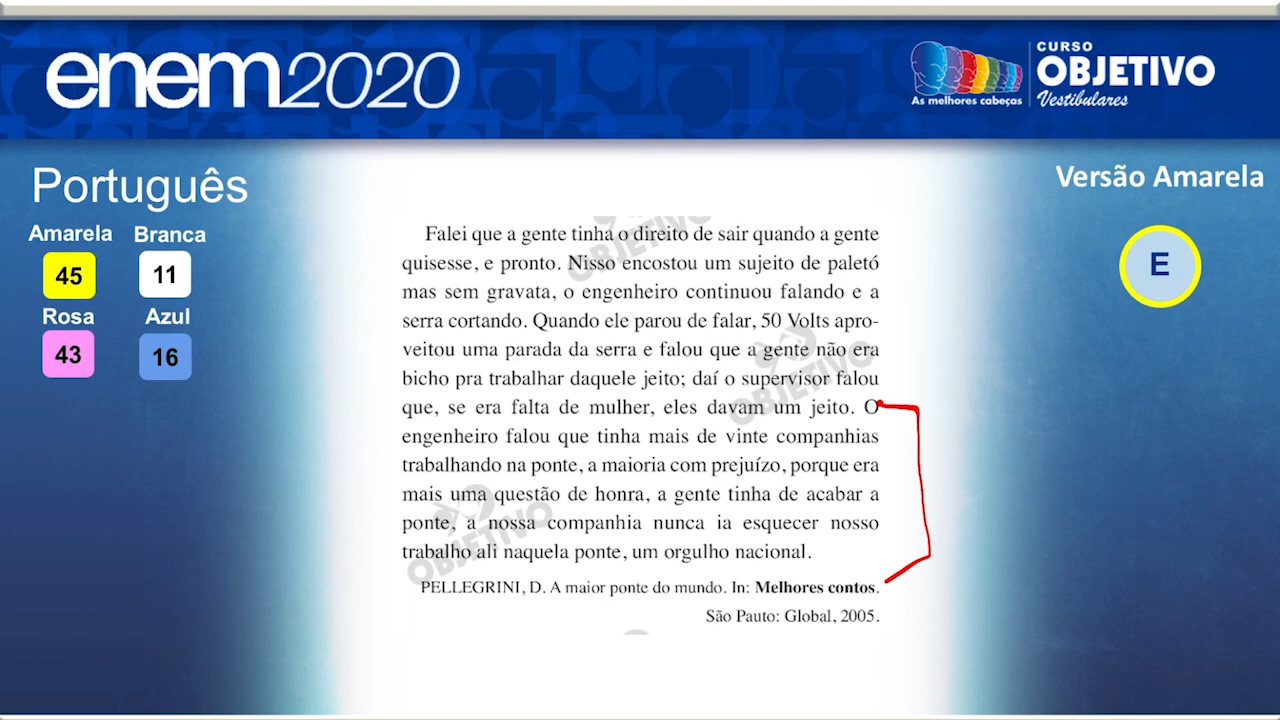 enem2020
CURSO
OBJETIVO
Vestibulares
As melhores cabeças
Português
Versão Amarela
Amarela Branca
45 11
Rosa Azul
43 16
E
Falei que a gente tinha o direito de sair quando a gente
quisesse, e pronto. Nisso encostou um sujeito de paletó
mas sem gravata, o engenheiro continuou falando e a
serra cortando. Quando ele parou de falar, 50 Volts apro-
veitou uma parada da serra e falou que a gente não era
bicho pra trabalhar daquele jeito; daí o supervisor falou
que, se era falta de mulher, eles davam um jeito. O
engenheiro falou que tinha mais de vinte companhias
trabalhando na ponte, a maioria com prejuízo, porque era
mais uma questão de honra, a gente tinha de acabar a
ponte, a nossa companhia nunca ia esquecer nosso
trabalho ali naquela ponte, um orgulho nacional.
PELLEGRINI, D. A maior ponte do mundo. In: Melhores contos.
São Pauto: Global, 2005.
OBJETIVO
OBJETIVO
OBJETIVO